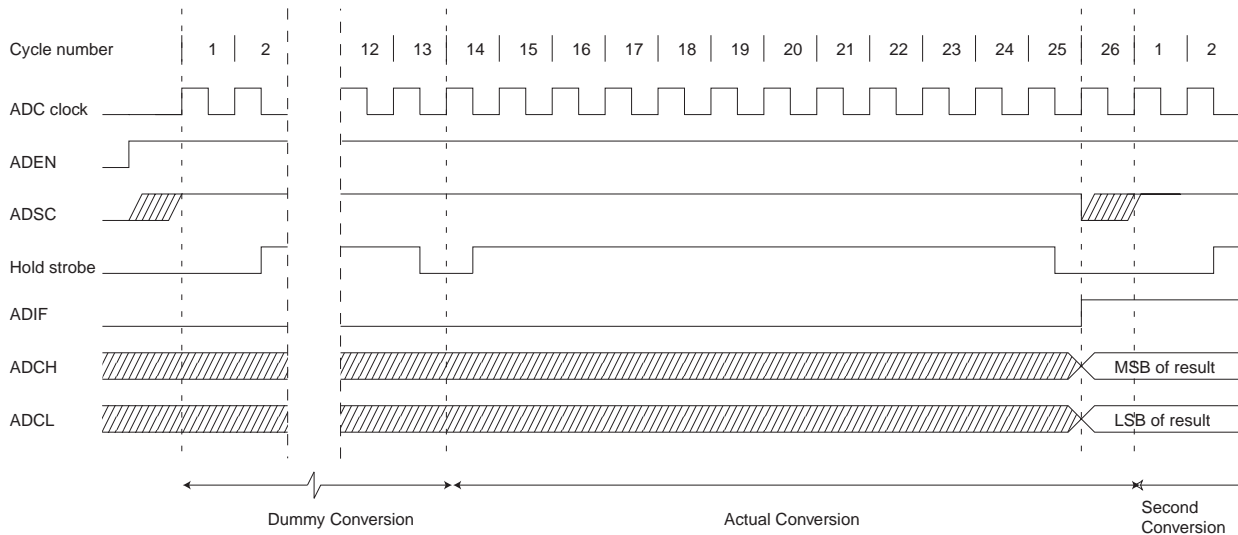 Cycle number 1 2 12 13 14 15 16 17 18 19 20 21 22 23 24 25 26 1 2
ADC clock
ADEN
ADSC
Hold strobe
ADIF
ADCH MSB of result
ADCL LSB of result
Dummy Conversion Actual Conversion Second
Conversion